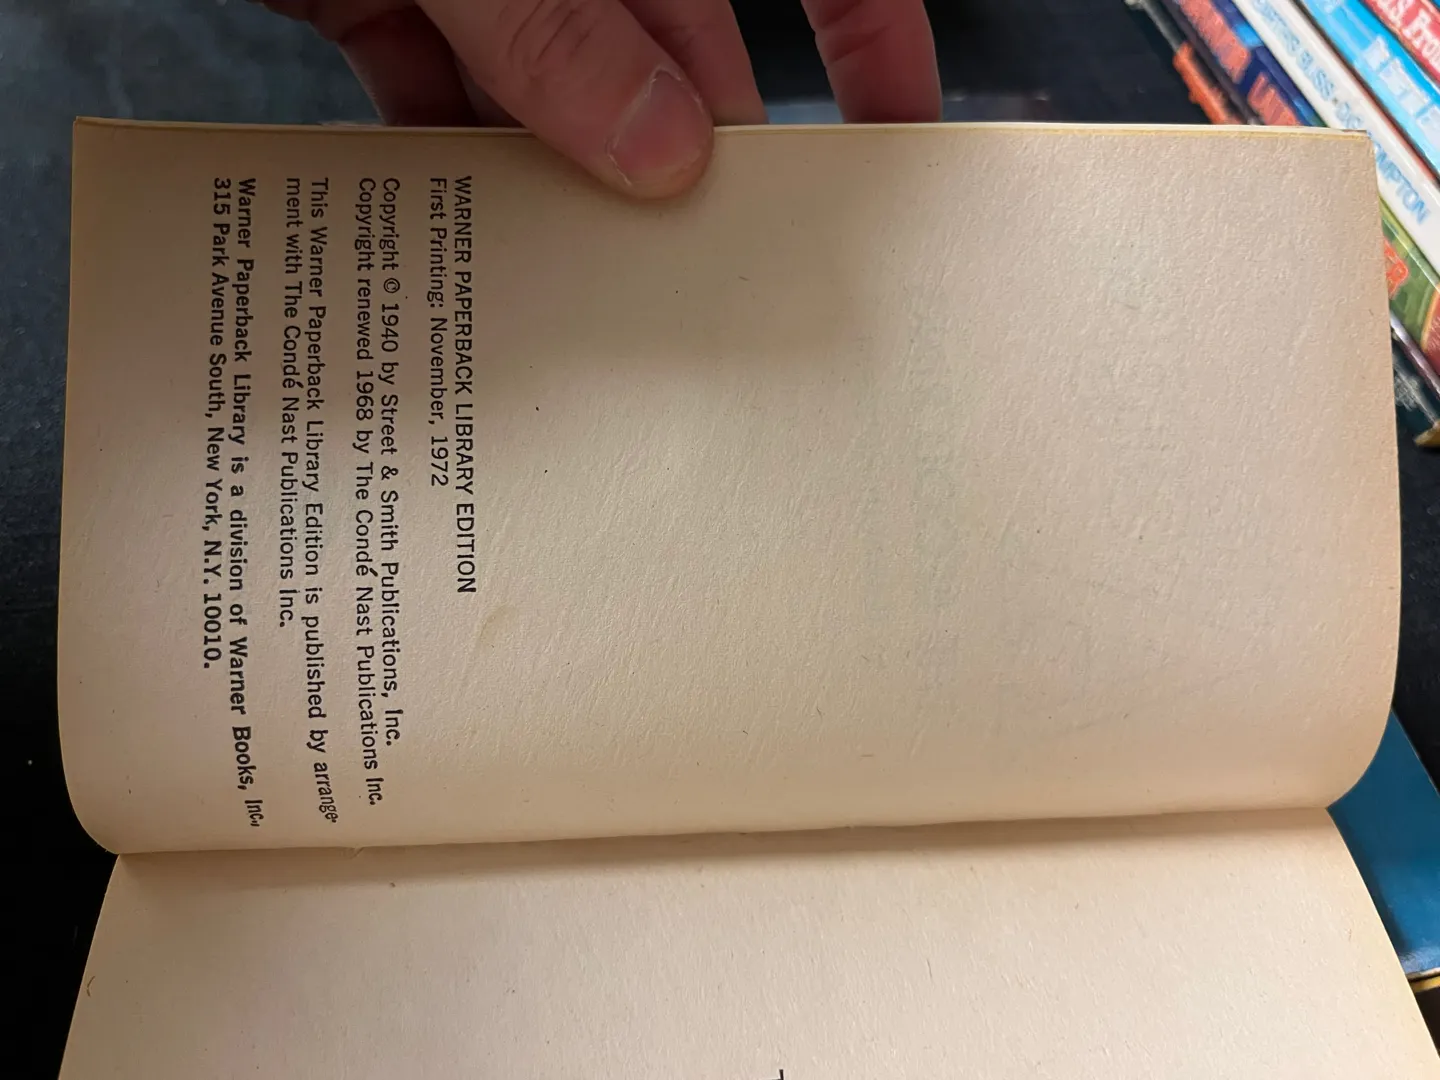 WARNER PAPERBACK LIBRARY EDITION
First Printing: November, 1972
Copyright © 1940 by Street & Smith Publications, Inc.
Copyright renewed 1968 by The Condé Nast Publications Inc.
This Warner Paperback Library Edition is published by arrange-
ment with The Condé Nast Publications Inc.
Warner Paperback Library is a division of Warner Books, Inc.,
315 Park Avenue South, New York, N.Y. 10010.